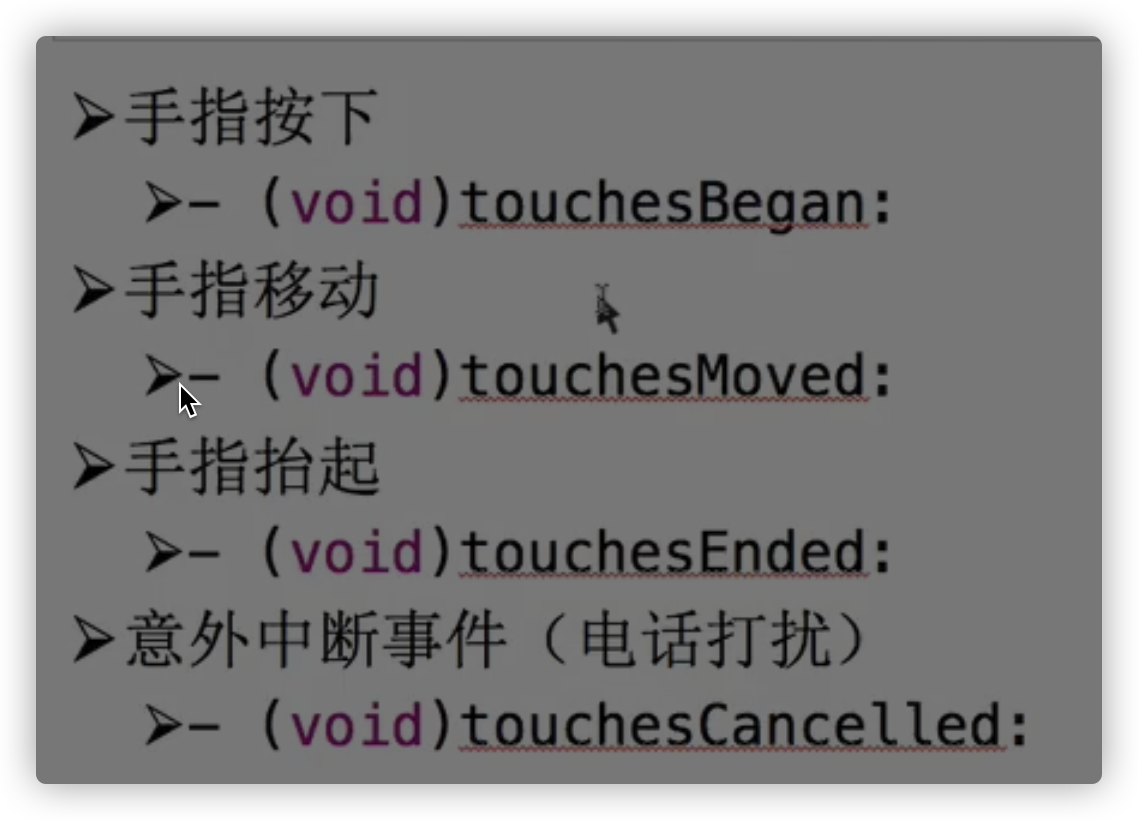 ➢手指按下
➢– (void)touchesBegan:
➢手指移动
➢– (void)touchesMoved:
➢手指抬起
➢– (void)touchesEnded:
➢意外中断事件（电话打扰）
➢– (void)touchesCancelled: